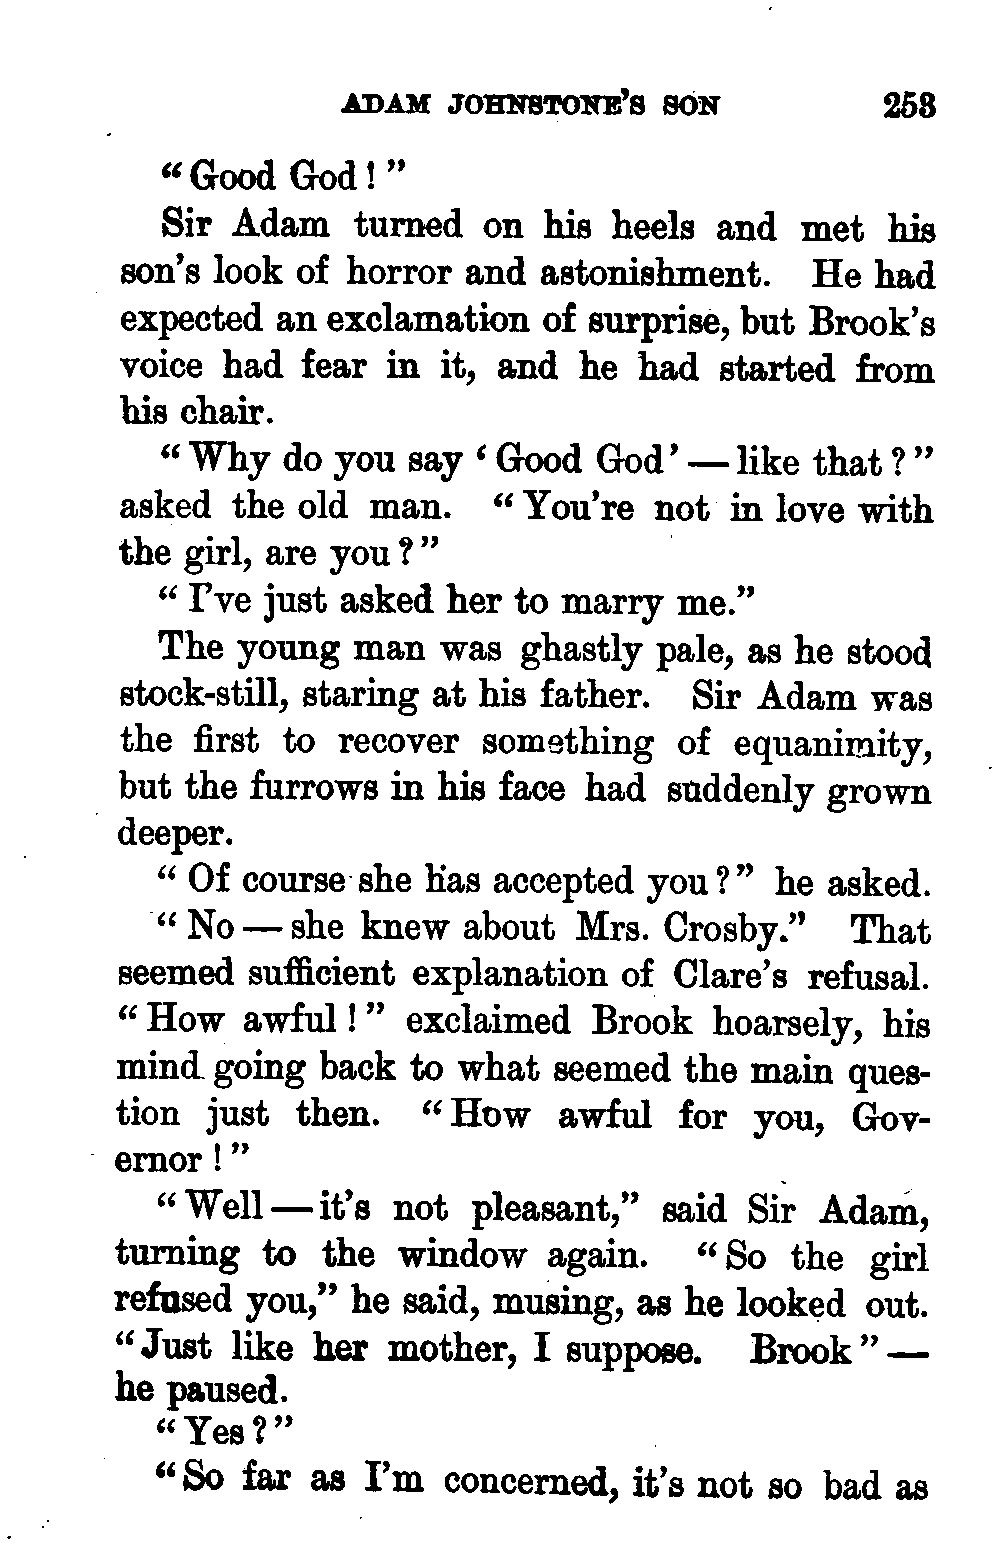 ADAM JOHNSTONE'S SON 253
"Good God!"
Sir Adam turned on his heels and met his
son's look of horror and astonishment. He had
expected an exclamation of surprise, but Brook's
voice had fear in it, and he had started from
his chair.
"Why do you say 'Good God' — like that?"
asked the old man. "You're not in love with
the girl, are you?"
"I've just asked her to marry me."
The young man was ghastly pale, as he stood
stock-still, staring at his father. Sir Adam was
the first to recover something of equanimity,
but the furrows in his face had suddenly grown
deeper.
"Of course she has accepted you?" he asked.
"No — she knew about Mrs. Crosby." That
seemed sufficient explanation of Clare's refusal.
"How awful!" exclaimed Brook hoarsely, his
mind going back to what seemed the main ques-
tion just then. "How awful for you, Gov-
ernor!"
"Well — it's not pleasant," said Sir Adam,
turning to the window again. "So the girl
refused you," he said, musing, as he looked out.
"Just like her mother, I suppose. Brook" —
he paused.
"Yes?"
"So far as I'm concerned, it's not so bad as